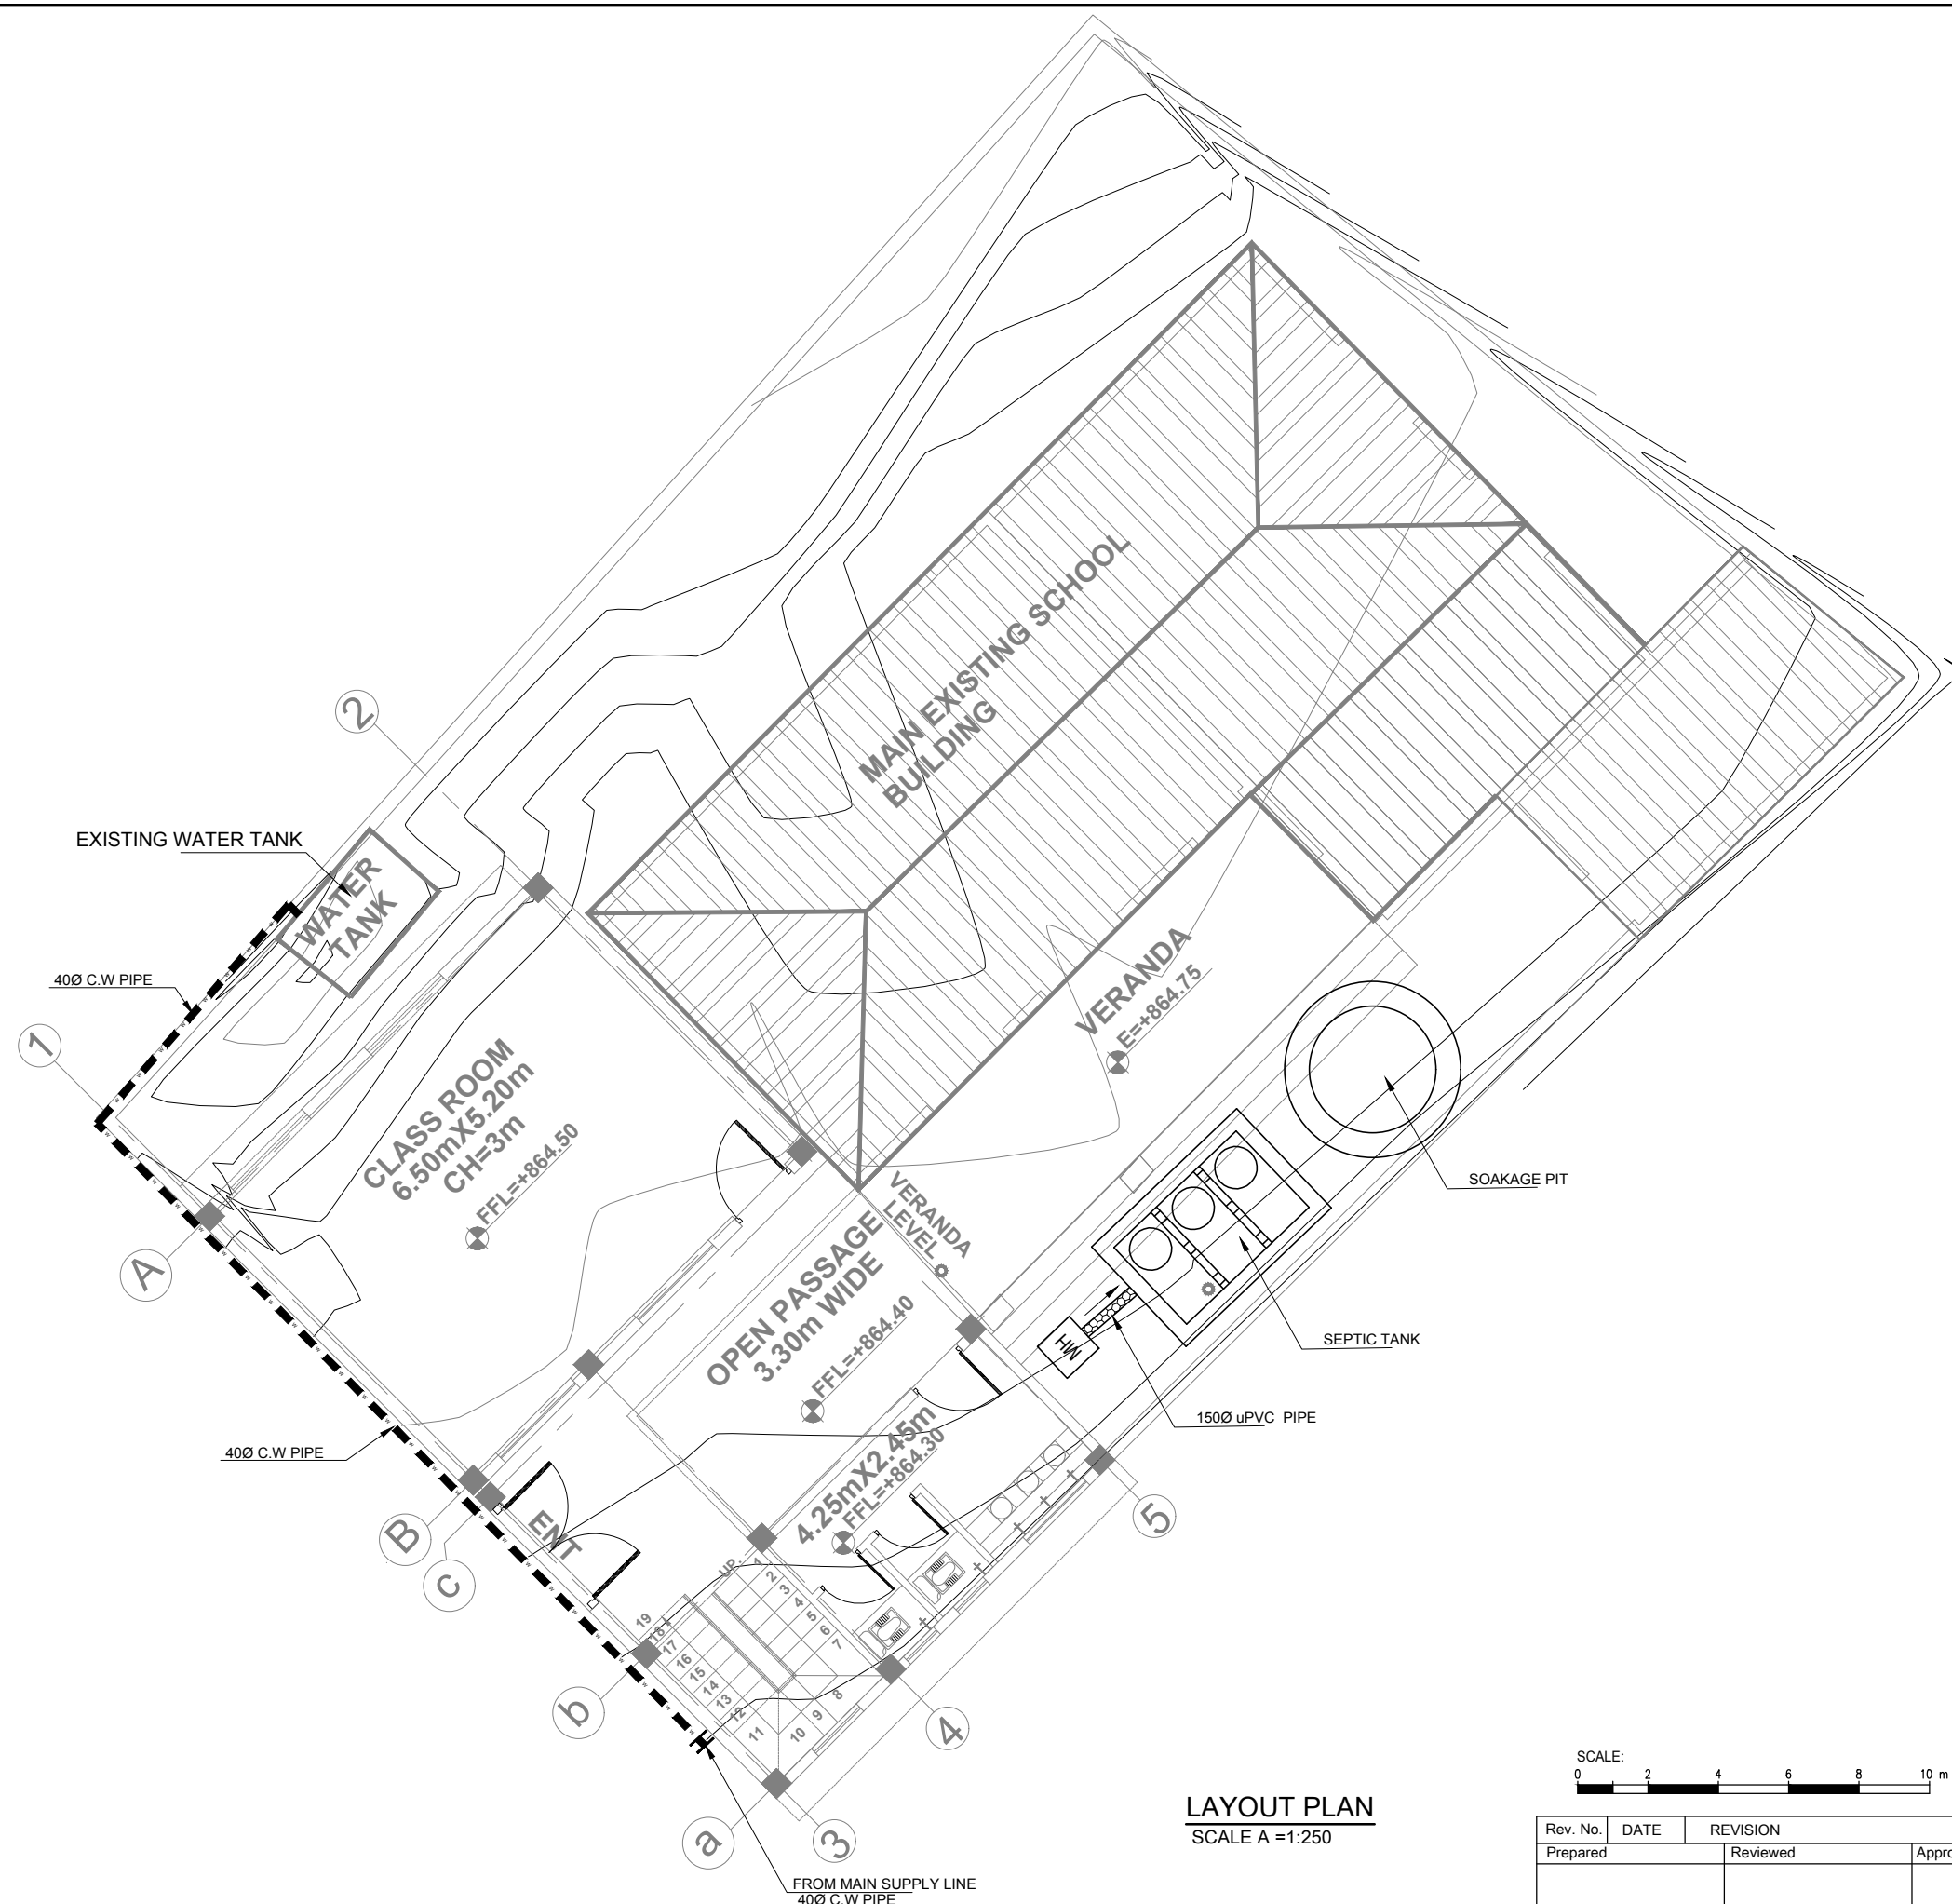 2
MAIN EXISTING SCHOOL
BUILDING
EXISTING WATER TANK
WATER
TANK
40Ø C.W PIPE
1
VERANDA
E=+864.75
CLASS ROOM
6.50mX5.20m
CH=3m
FFL=+864.50
A
SOAKAGE PIT
VERANDA
LEVEL
OPEN PASSAGE
3.30m WIDE
FFL=+864.40
MH
SEPTIC TANK
150Ø uPVC PIPE
40Ø C.W PIPE
4.25mX2.45m
FFL=+864.30
5
B
C
ENT
UP.
1
2
3
4
5
6
7
8
9
10
11
12
13
14
15
16
17
18
19
b
4
a
3
FROM MAIN SUPPLY LINE
40Ø C.W PIPE
LAYOUT PLAN
SCALE A =1:250
SCALE:
0 2 4 6 8 10 m
Rev. No. DATE REVISION
Prepared Reviewed Appro